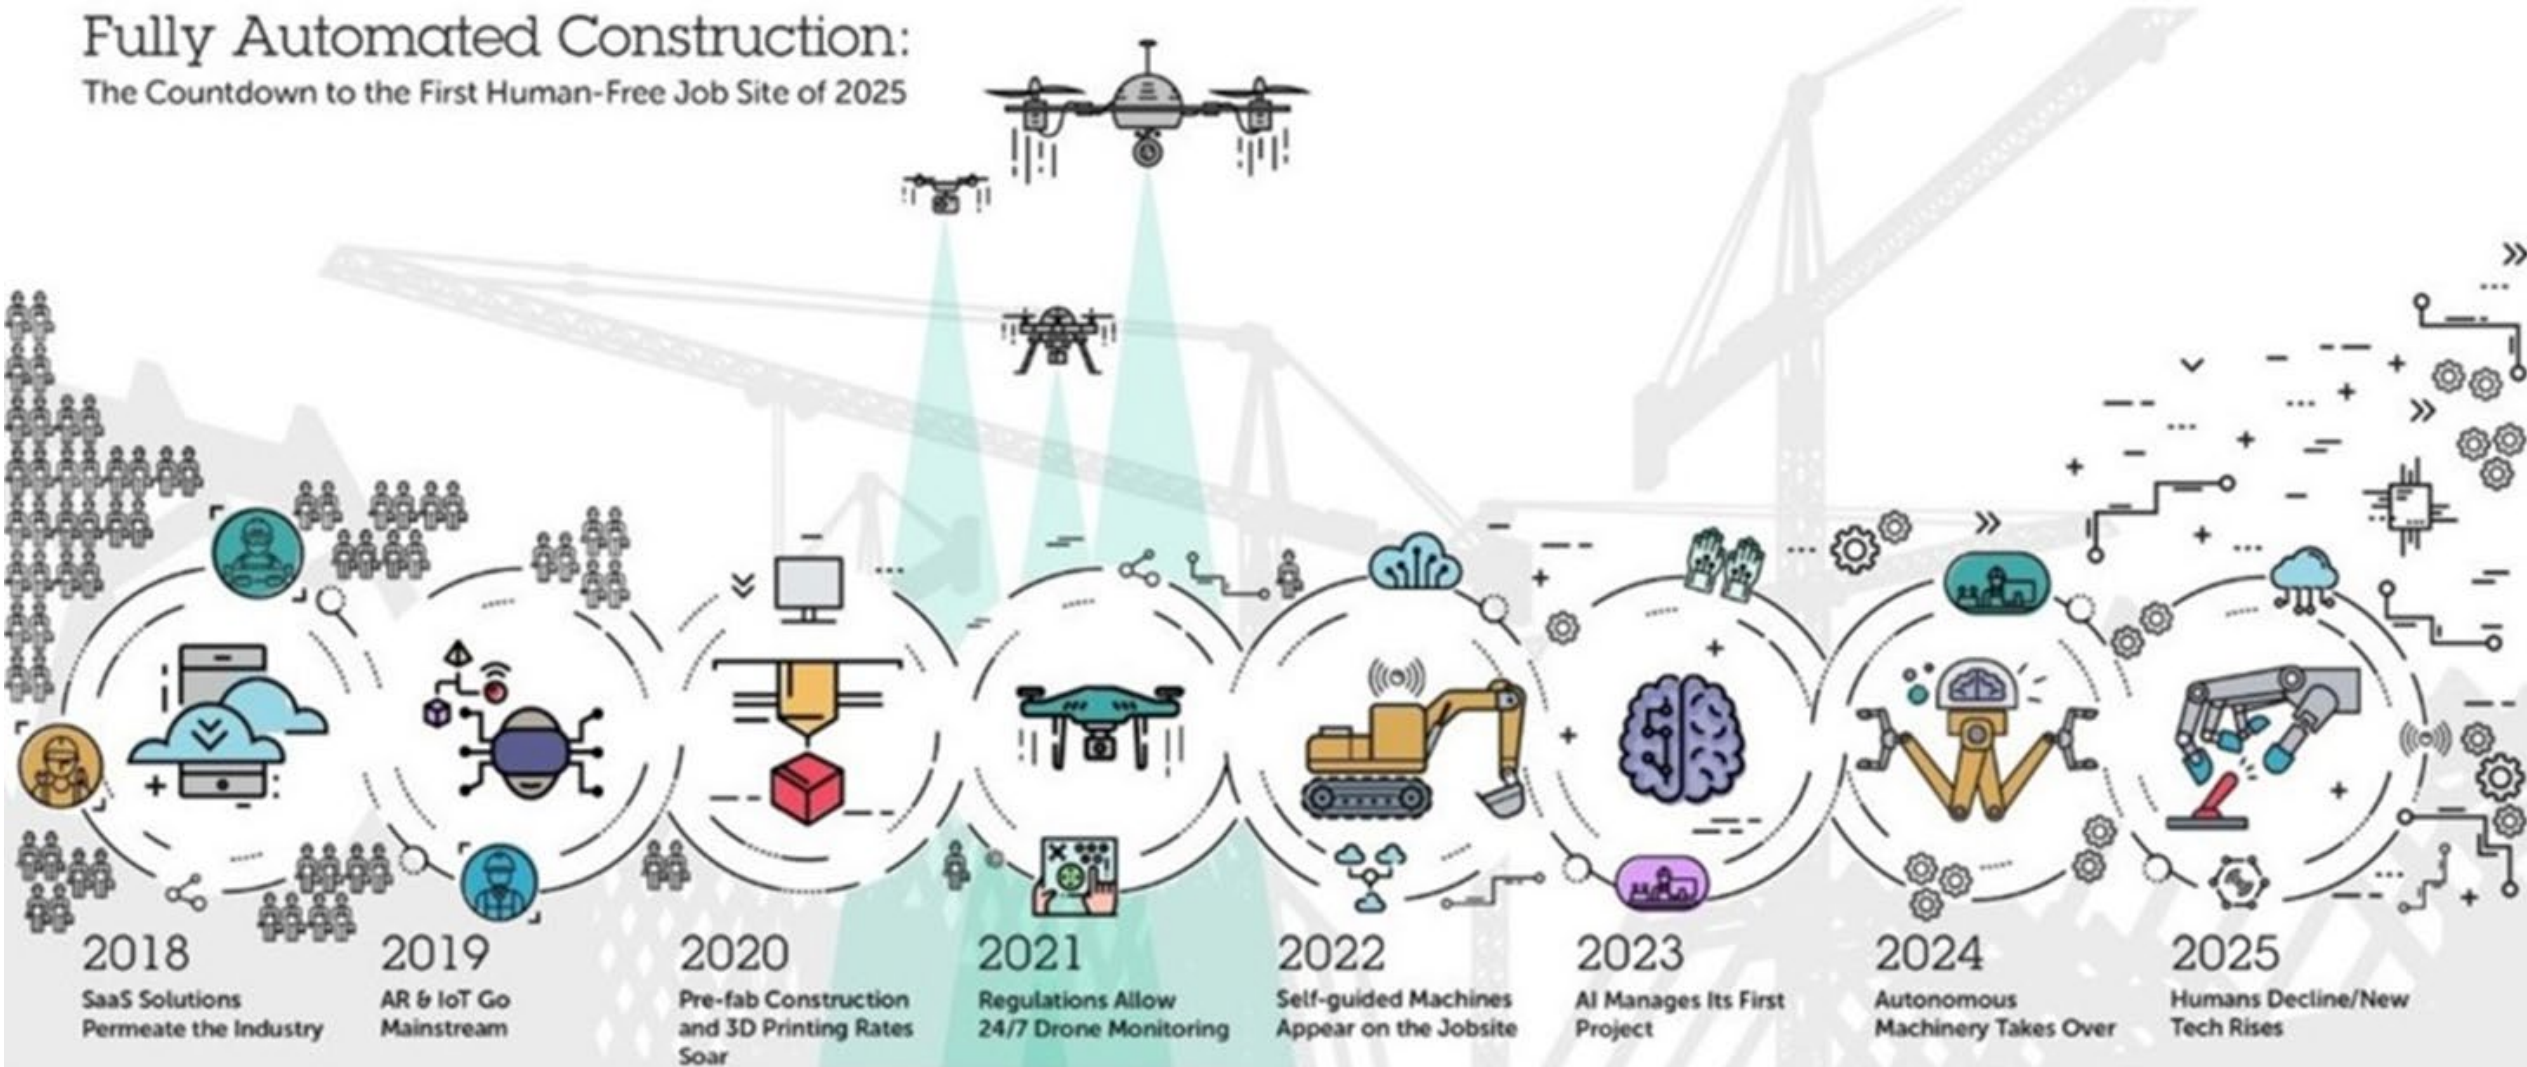 Fully Automated Construction:
The Countdown to the First Human-Free Job Site of 2025
2018
SaaS Solutions
Permeate the Industry
2019
AR & IoT Go
Mainstream
2020
Pre-fab Construction
and 3D Printing Rates
Soar
2021
Regulations Allow
24/7 Drone Monitoring
2022
Self-guided Machines
Appear on the Jobsite
2023
AI Manages Its First
Project
2024
Autonomous
Machinery Takes Over
2025
Humans Decline/New
Tech Rises